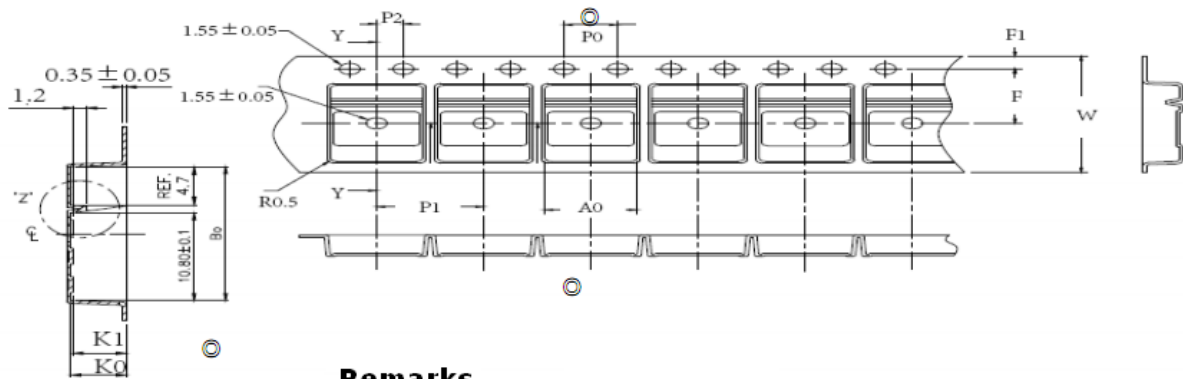 P2
1.55 ± 0.05
Y
P0
F1
0.35 ± 0.05
1.2
1.55 ± 0.05
F
W
"Z"
REF.
4.7
℄
10.80±0.1
Bo
R0.5
Y
P1
A0
K1
K0
Remarks